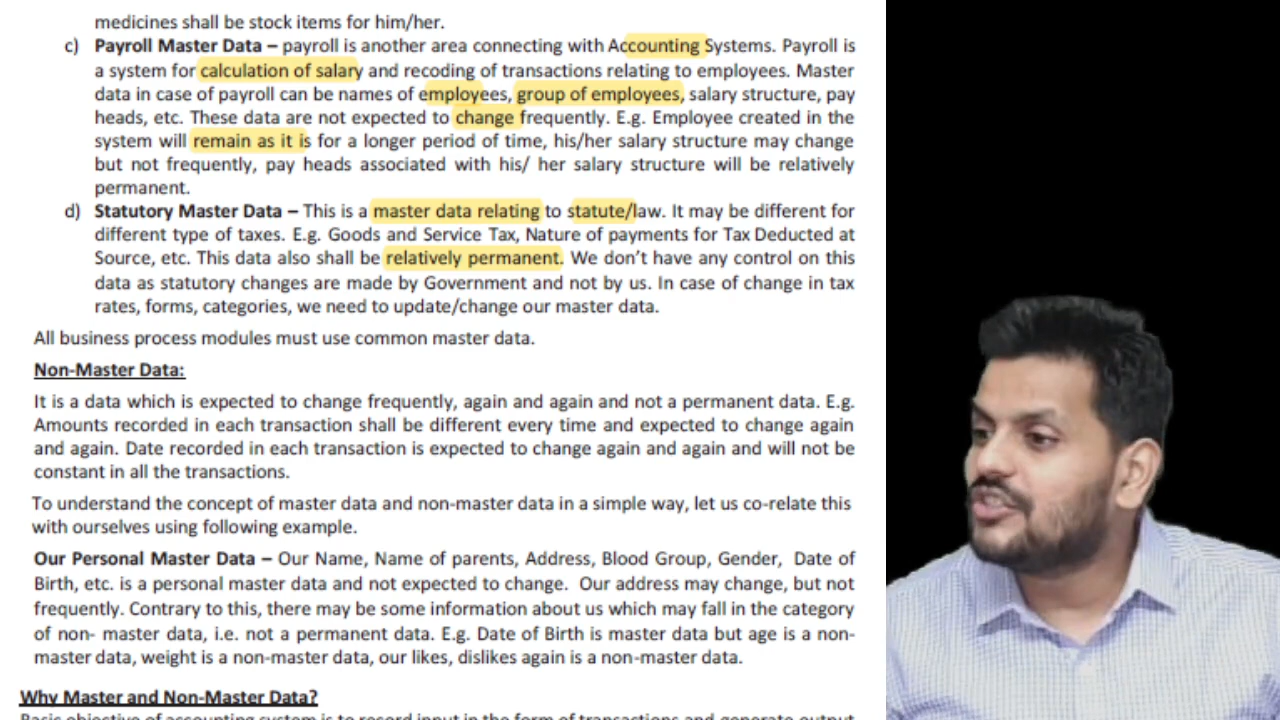 medicines shall be stock items for him/her.
c) Payroll Master Data – payroll is another area connecting with Accounting Systems. Payroll is
a system for calculation of salary and recoding of transactions relating to employees. Master
data in case of payroll can be names of employees, group of employees, salary structure, pay
heads, etc. These data are not expected to change frequently. E.g. Employee created in the
system will remain as it is for a longer period of time, his/her salary structure may change
but not frequently, pay heads associated with his/ her salary structure will be relatively
permanent.
d) Statutory Master Data – This is a master data relating to statute/law. It may be different for
different type of taxes. E.g. Goods and Service Tax, Nature of payments for Tax Deducted at
Source, etc. This data also shall be relatively permanent. We don’t have any control on this
data as statutory changes are made by Government and not by us. In case of change in tax
rates, forms, categories, we need to update/change our master data.
All business process modules must use common master data.
Non-Master Data:
It is a data which is expected to change frequently, again and again and not a permanent data. E.g.
Amounts recorded in each transaction shall be different every time and expected to change again
and again. Date recorded in each transaction is expected to change again and again and will not be
constant in all the transactions.
To understand the concept of master data and non-master data in a simple way, let us co-relate this
with ourselves using following example.
Our Personal Master Data – Our Name, Name of parents, Address, Blood Group, Gender, Date of
Birth, etc. is a personal master data and not expected to change. Our address may change, but not
frequently. Contrary to this, there may be some information about us which may fall in the category
of non- master data, i.e. not a permanent data. E.g. Date of Birth is master data but age is a non-
master data, weight is a non-master data, our likes, dislikes again is a non-master data.
Why Master and Non-Master Data?
Basic objective of accounting system is to record input in the form of transactions and generate output